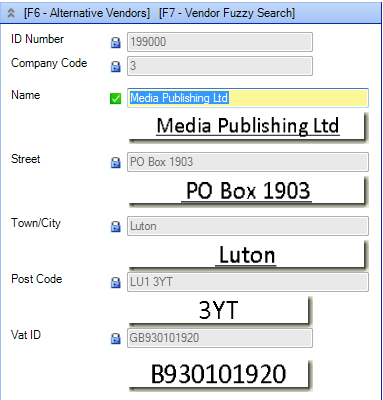 [F6 - Alternative Vendors] [F7 - Vendor Fuzzy Search]
ID Number 199000
Company Code 3
Name Media Publishing Ltd
Media Publishing Ltd
Street PO Box 1903
PO Box 1903
Town/City Luton
Luton
Post Code LU1 3YT
3YT
Vat ID GB930101920
B930101920